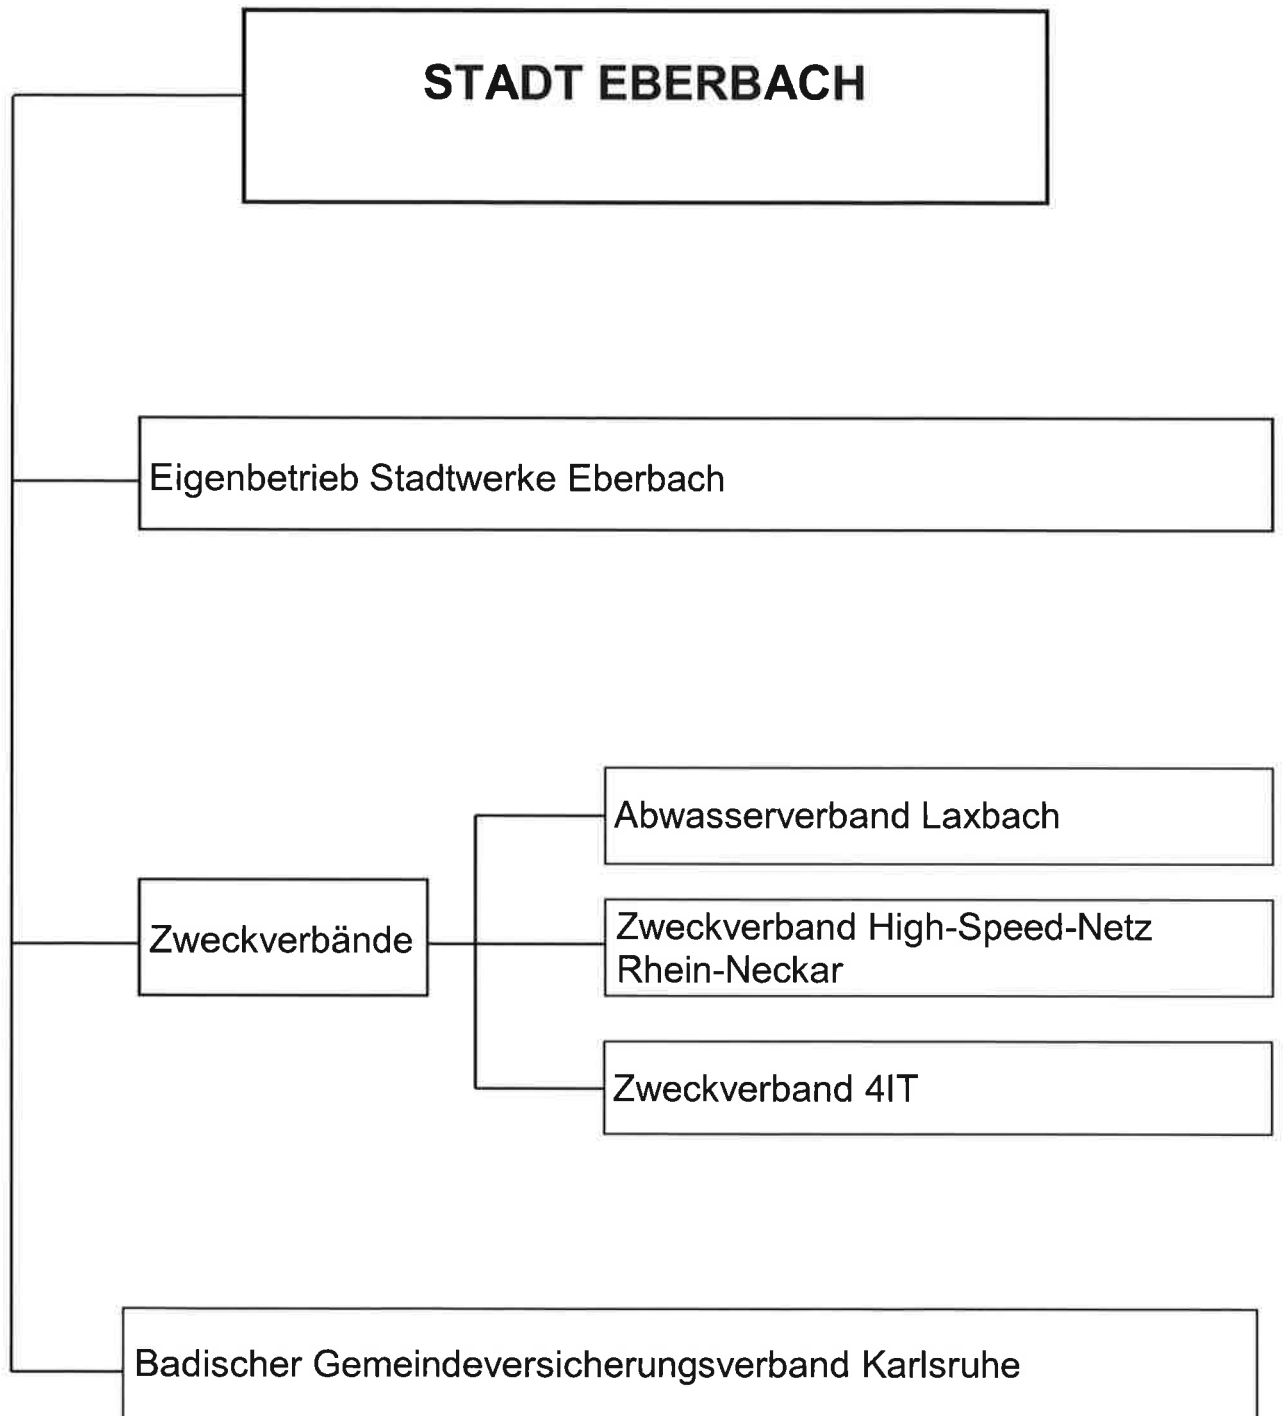 STADT EBERBACH
Eigenbetrieb Stadtwerke Eberbach
Abwasserverband Laxbach
Zweckverbände
Zweckverband High-Speed-Netz
Rhein-Neckar
Zweckverband 4IT
Badischer Gemeindeversicherungsverband Karlsruhe